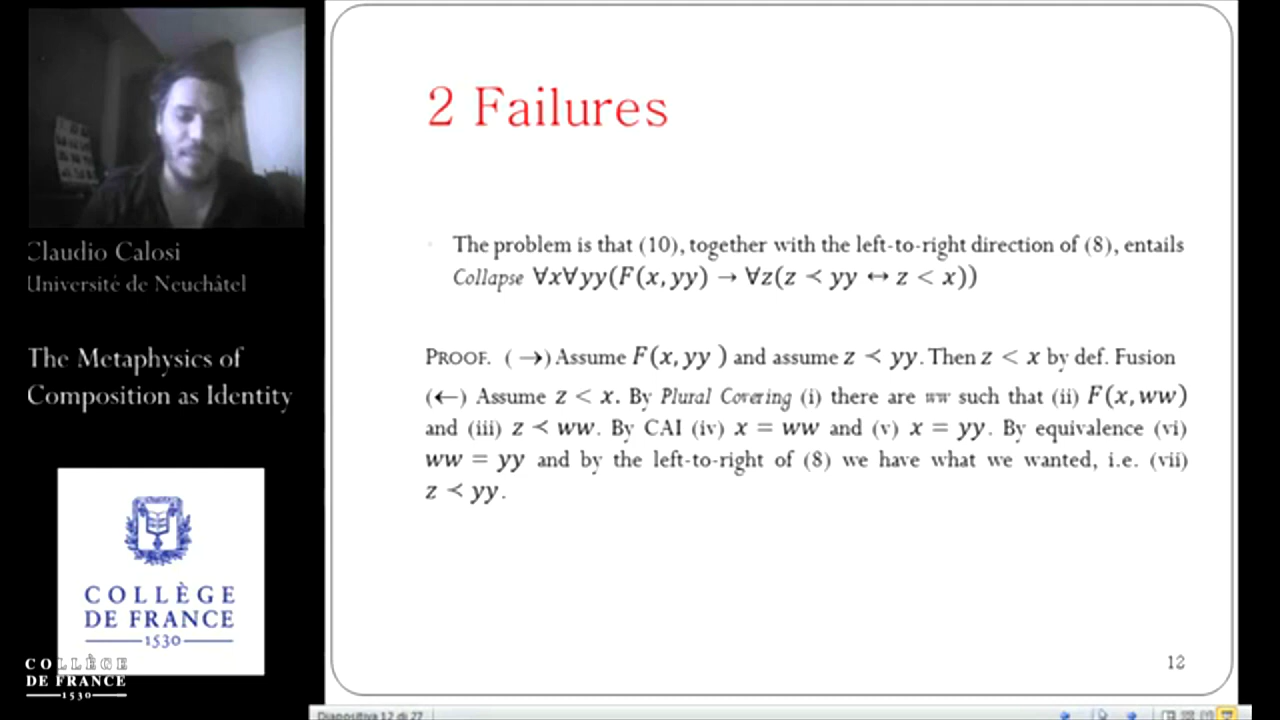 Claudio Calosi
Université de Neuchâtel
The Metaphysics of
Composition as Identity
COLLÈGE
DE FRANCE
1530
COLLÈGE
DE FRANCE
1530
2 Failures
The problem is that (10), together with the left-to-right direction of (8), entails
Collapse ∀x∀yy(F(x, yy) → ∀z(z ≺ yy ↔ z < x))
PROOF. (→) Assume F(x, yy ) and assume z ≺ yy. Then z < x by def. Fusion
(←) Assume z < x. By Plural Covering (i) there are ww such that (ii) F(x, ww)
and (iii) z ≺ ww. By CAI (iv) x = ww and (v) x = yy. By equivalence (vi)
ww = yy and by the left-to-right of (8) we have what we wanted, i.e. (vii)
z ≺ yy.
12
Diapositiva 12 di 27